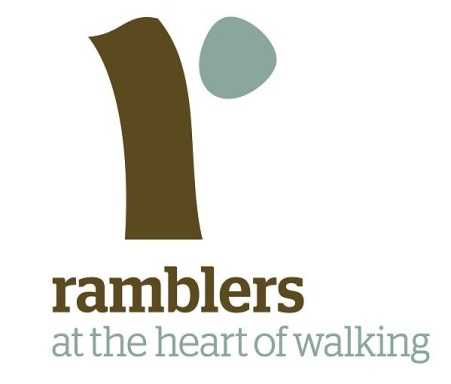 r
ramblers
at the heart of walking